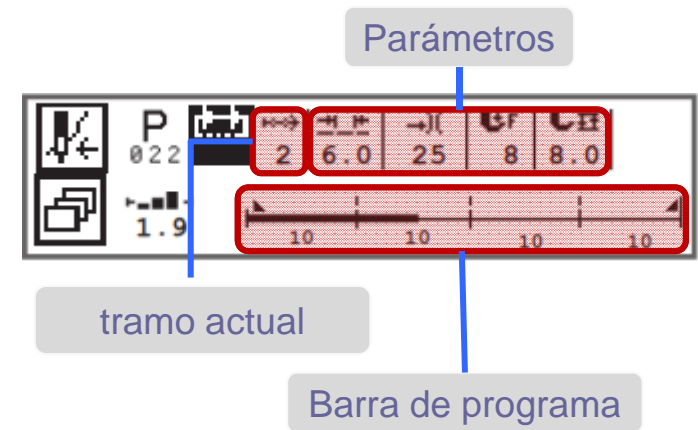 Parámetros
P
022
2 6.0 25 8 8.0
F
1.9
10 10 10 10
tramo actual
Barra de programa